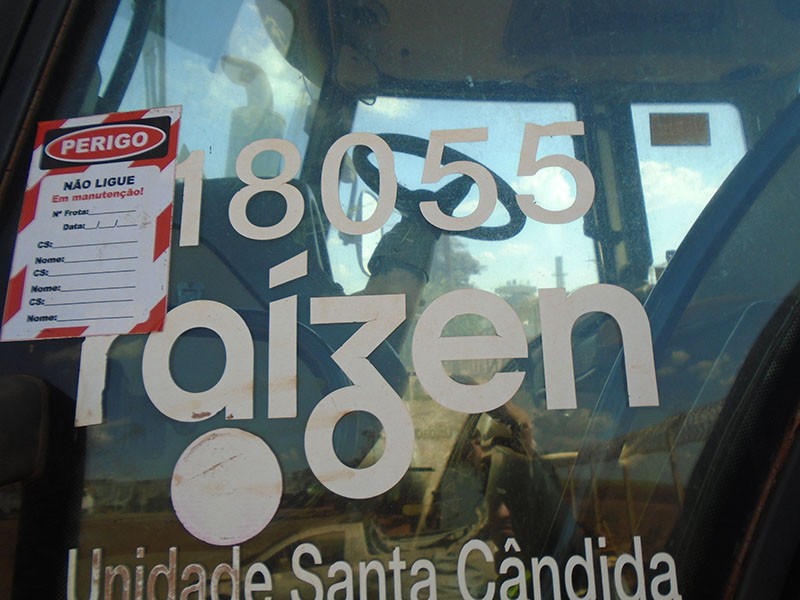 PERIGO
NÃO LIGUE
Em manutenção!
Nº Frota:
Data: / /
CS:
Nome:
CS:
Nome:
CS:
Nome:
18055
raízen
Unidade Santa Cândida